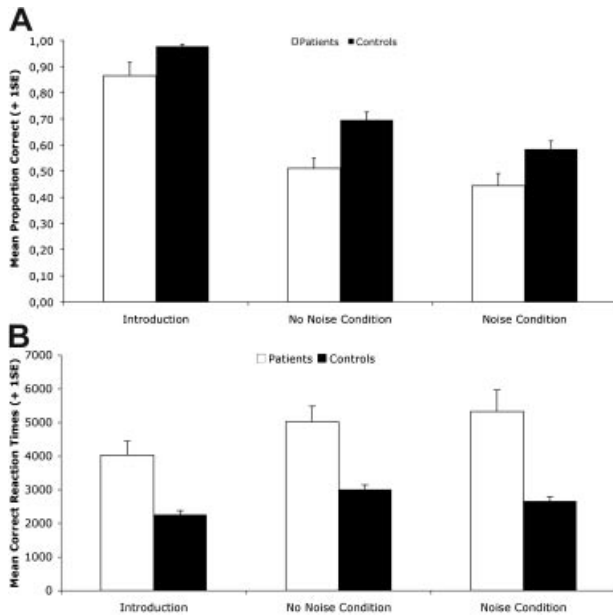 A
Mean Proportion Correct (+ 1SE)
1,00
0,90
0,80
0,70
0,60
0,50
0,40
0,30
0,20
0,10
0,00
Patients Controls
Introduction No Noise Condition Noise Condition
B
Mean Correct Reaction Times (+ 1SE)
7000
6000
5000
4000
3000
2000
1000
0
Patients Controls
Introduction No Noise Condition Noise Condition